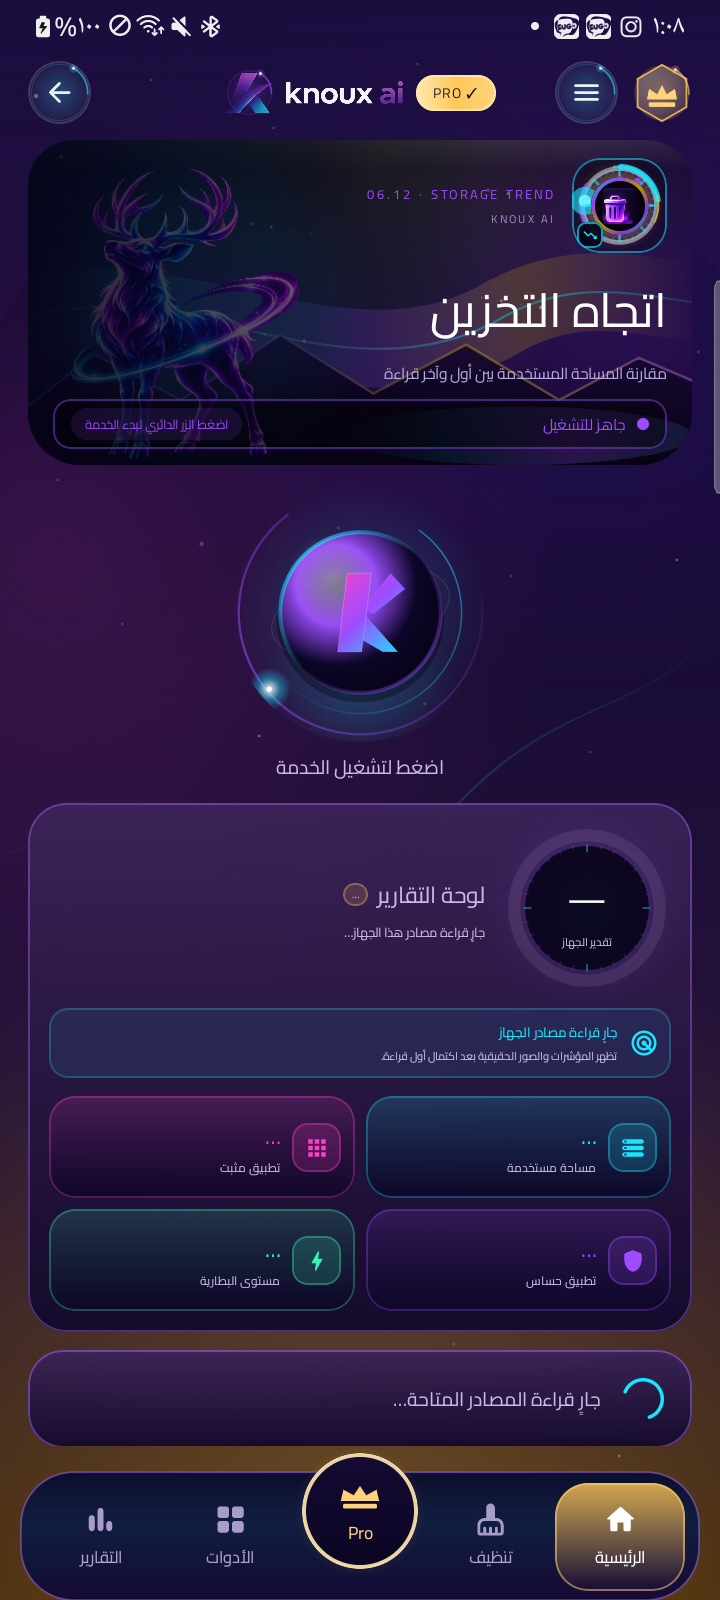 %١٠٠
١:٠٨
knoux ai
PRO ✓
06.12 · STORAGE TREND
KNOUX AI
اتجاه التخزين
مقارنة المساحة المستخدمة بين أول وآخر قراءة
جاهز للتشغيل
اضغط الزر الدائري لبدء الخدمة
K
اضغط لتشغيل الخدمة
—
تقدير الجهاز
لوحة التقارير
...
جارٍ قراءة مصادر هذا الجهاز...
جارٍ قراءة مصادر الجهاز
تظهر المؤشرات والصور الحقيقية بعد اكتمال أول قراءة.
...
مساحة مستخدمة
...
تطبيق مثبت
...
تطبيق حساس
...
مستوى البطارية
جارٍ قراءة المصادر المتاحة...
الرئيسية
تنظيف
Pro
الأدوات
التقارير